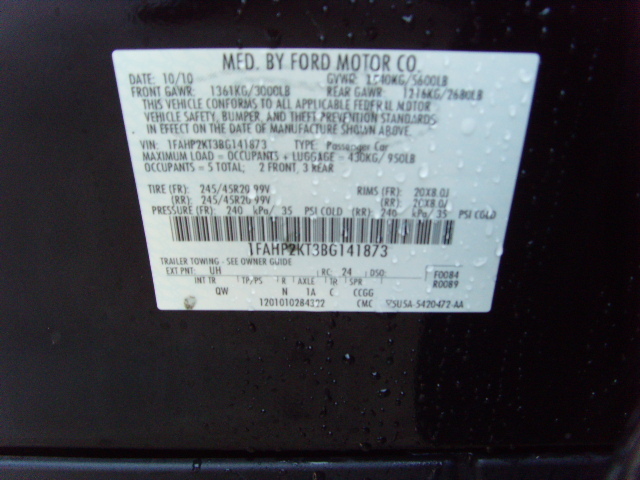 MFD. BY FORD MOTOR CO.
DATE: 10/10 GVWR: 2540KG/5600LB
FRONT GAWR: 1361KG/3000LB REAR GAWR: 1216KG/2680LB
THIS VEHICLE CONFORMS TO ALL APPLICABLE FEDERAL MOTOR
VEHICLE SAFETY, BUMPER, AND THEFT PREVENTION STANDARDS
IN EFFECT ON THE DATE OF MANUFACTURE SHOWN ABOVE.
VIN: 1FAHP2KT3BG141873 TYPE: Passenger Car
MAXIMUM LOAD = OCCUPANTS + LUGGAGE = 430KG/950LB
OCCUPANTS = 5 TOTAL; 2 FRONT, 3 REAR
TIRE (FR): 245/45R20 99V RIMS (FR): 20X8.0J
(RR): 245/45R20 99V (RR): 20X8.0J
PRESSURE (FR): 240 kPa/ 35 PSI COLD (RR): 240 kPa/ 35 PSI COLD
1FAHP2KT3BG141873
TRAILER TOWING - SEE OWNER GUIDE
EXT PNT: UH RC: 24 DSO: F0084
INT TR TP/PS R AXLE TR SPR R0089
QW N 1A C CCGG
CMC